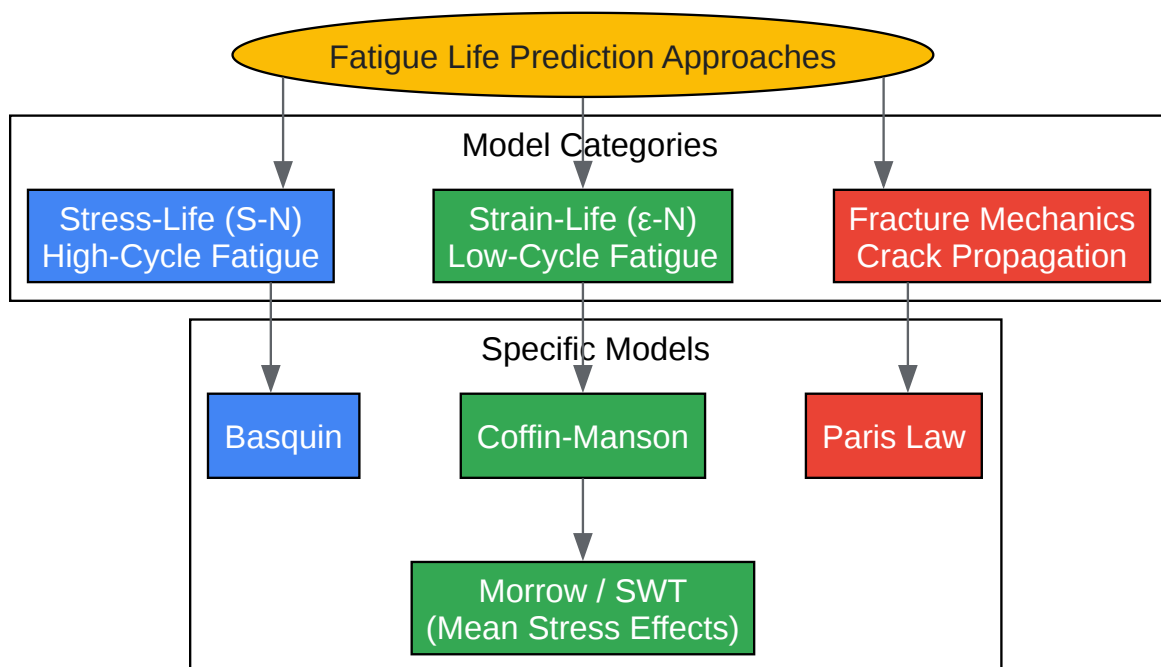 Fatigue Life Prediction Approaches
Model Categories
Stress-Life (S-N)
High-Cycle Fatigue
Strain-Life (ε-N)
Low-Cycle Fatigue
Fracture Mechanics
Crack Propagation
Specific Models
Basquin
Coffin-Manson
Paris Law
Morrow / SWT
(Mean Stress Effects)